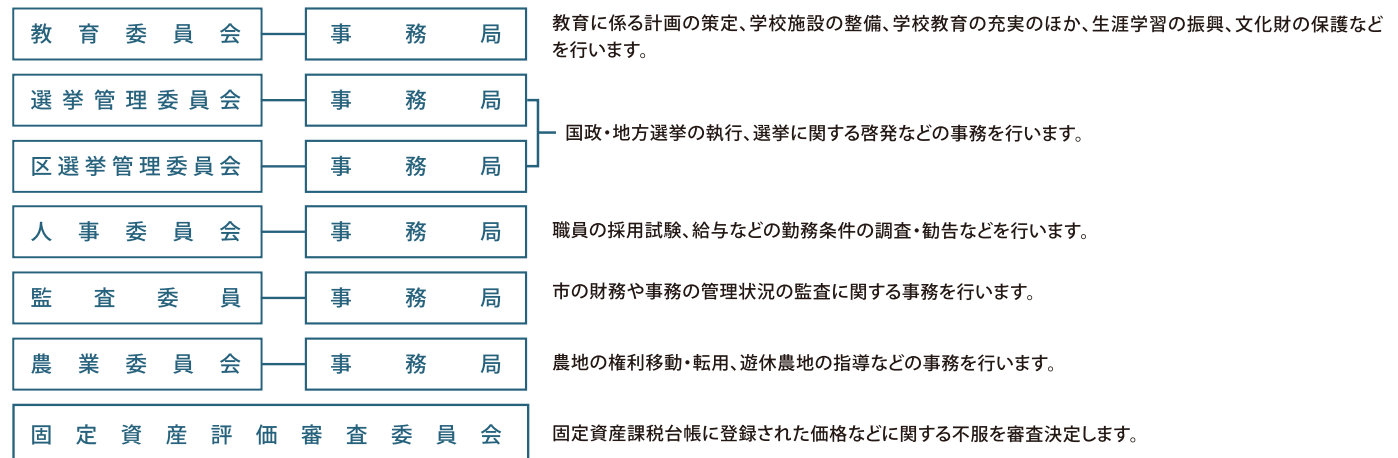 教育委員会 事務局 教育に係る計画の策定、学校施設の整備、学校教育の充実のほか、生涯学習の振興、文化財の保護など
を行います。
選挙管理委員会 事務局
国政・地方選挙の執行、選挙に関する啓発などの事務を行います。
区選挙管理委員会 事務局
人事委員会 事務局 職員の採用試験、給与などの勤務条件の調査・勧告などを行います。
監査委員 事務局 市の財務や事務の管理状況の監査に関する事務を行います。
農業委員会 事務局 農地の権利移動・転用、遊休農地の指導などの事務を行います。
固定資産評価審査委員会 固定資産課税台帳に登録された価格などに関する不服を審査決定します。